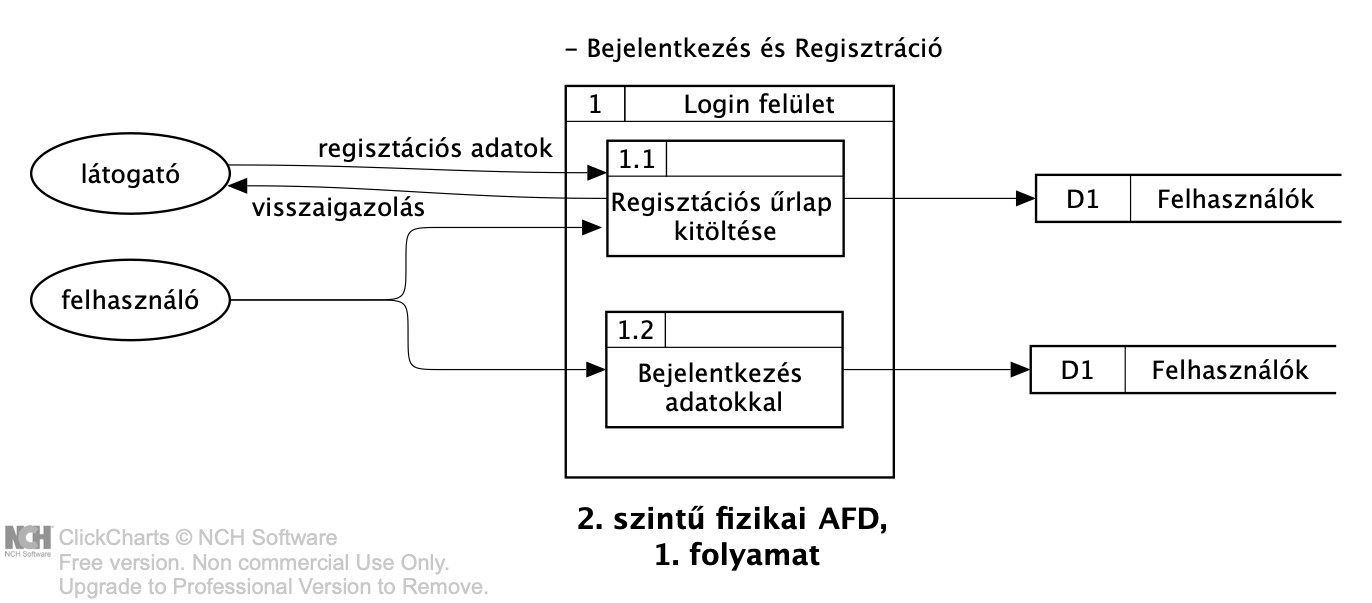 – Bejelentkezés és Regisztráció
1
Login felület
látogató
regisztációs adatok
visszaigazolás
1.1
Regisztációs űrlap
kitöltése
D1
Felhasználók
felhasználó
1.2
Bejelentkezés
adatokkal
D1
Felhasználók
2. szintű fizikai AFD,
1. folyamat
NCH
NCH Software
ClickCharts © NCH Software
Free version. Non commercial Use Only.
Upgrade to Professional Version to Remove.